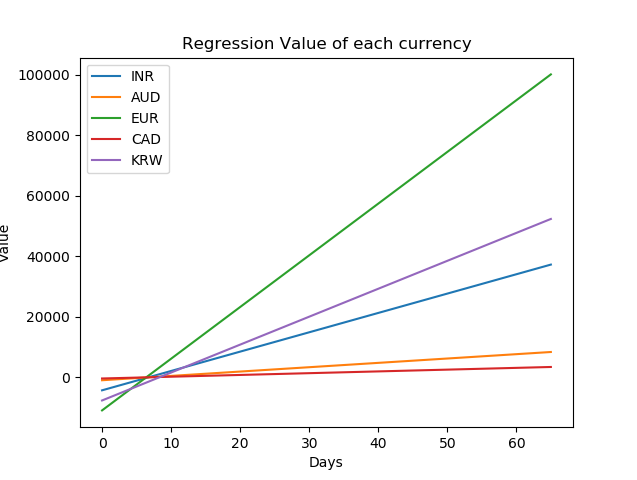 Regression Value of each currency
INR
AUD
EUR
CAD
KRW
100000
80000
60000
40000
20000
0
Value
0 10 20 30 40 50 60
Days